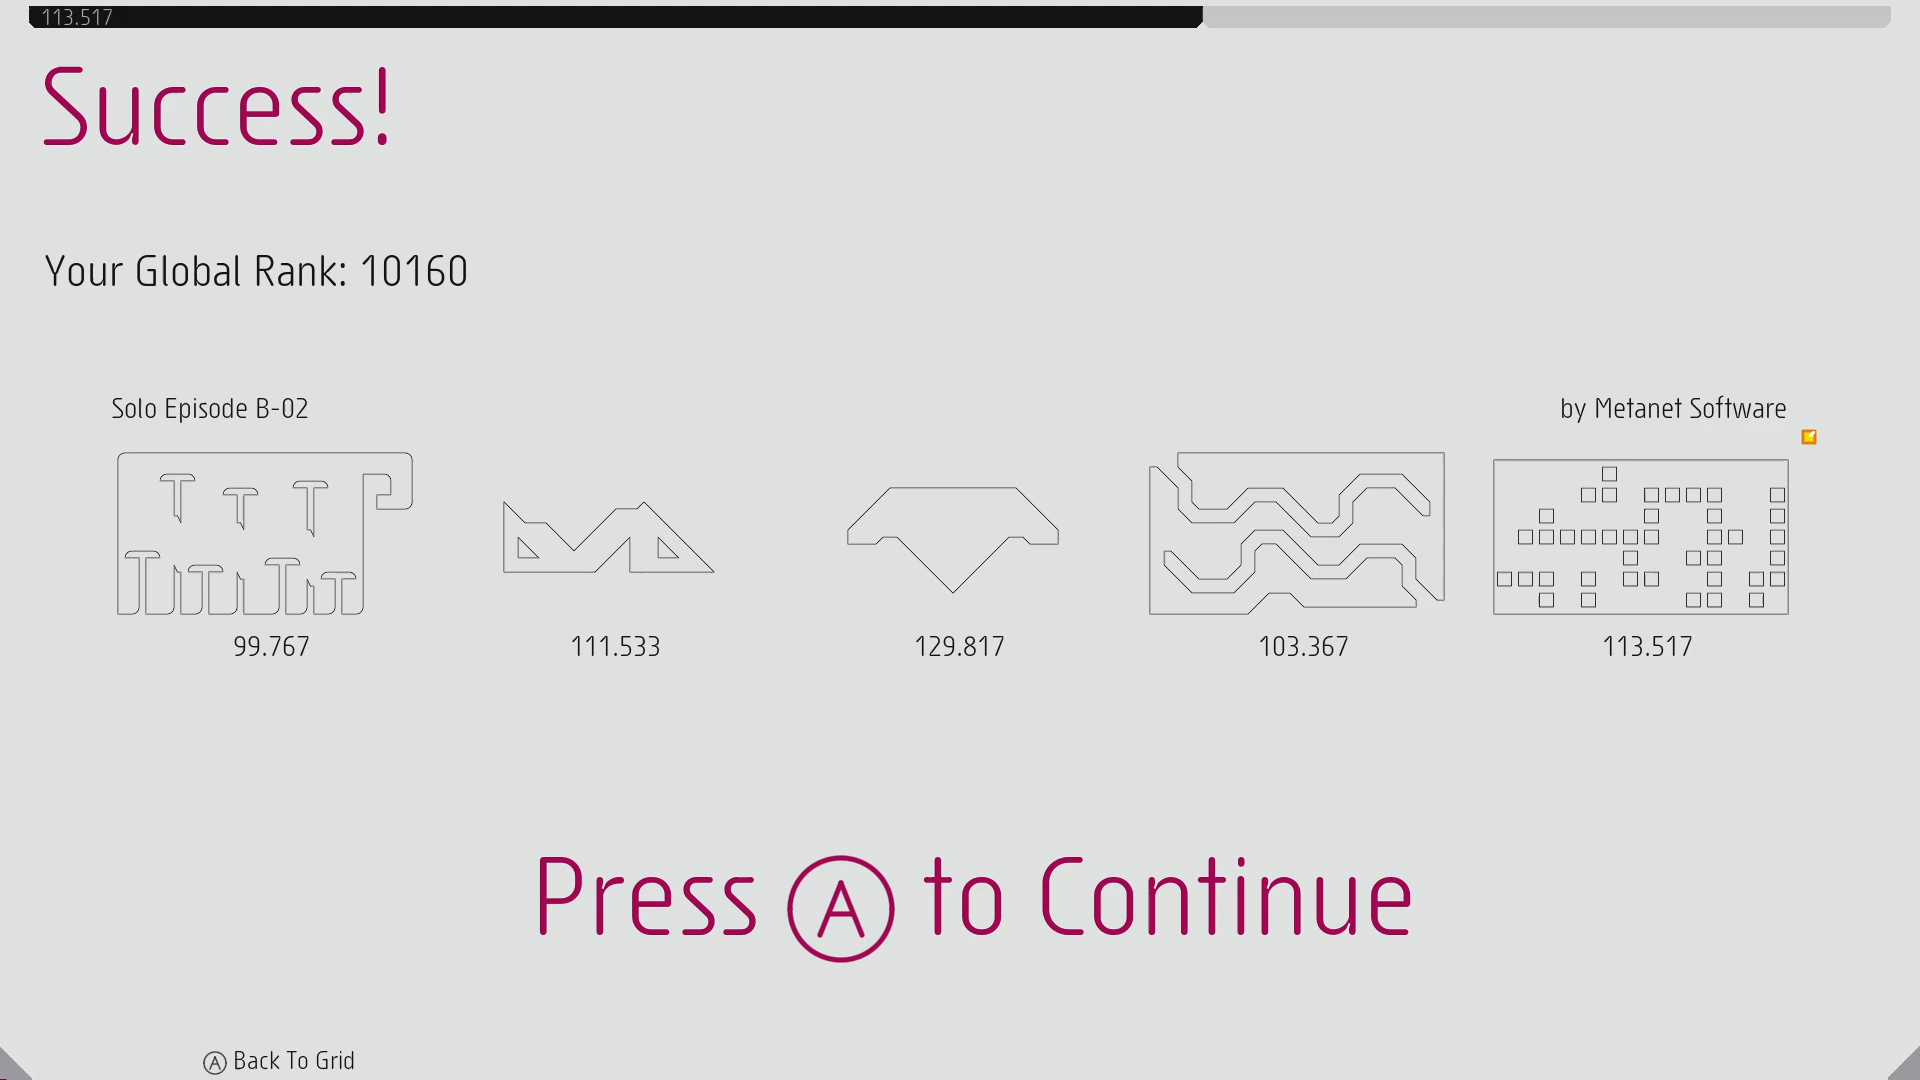 113.517
Success!
Your Global Rank: 10160
Solo Episode B-02
by Metanet Software
99.767
111.533
129.817
103.367
113.517
Press A to Continue
A Back To Grid